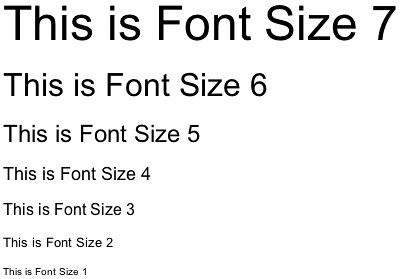 This is Font Size 7
This is Font Size 6
This is Font Size 5
This is Font Size 4
This is Font Size 3
This is Font Size 2
This is Font Size 1